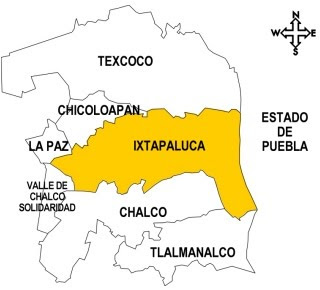 N
W E
S
TEXCOCO
CHICOLOAPAN
ESTADO
DE
PUEBLA
LA PAZ
IXTAPALUCA
VALLE DE
CHALCO
SOLIDARIDAD
CHALCO
TLALMANALCO